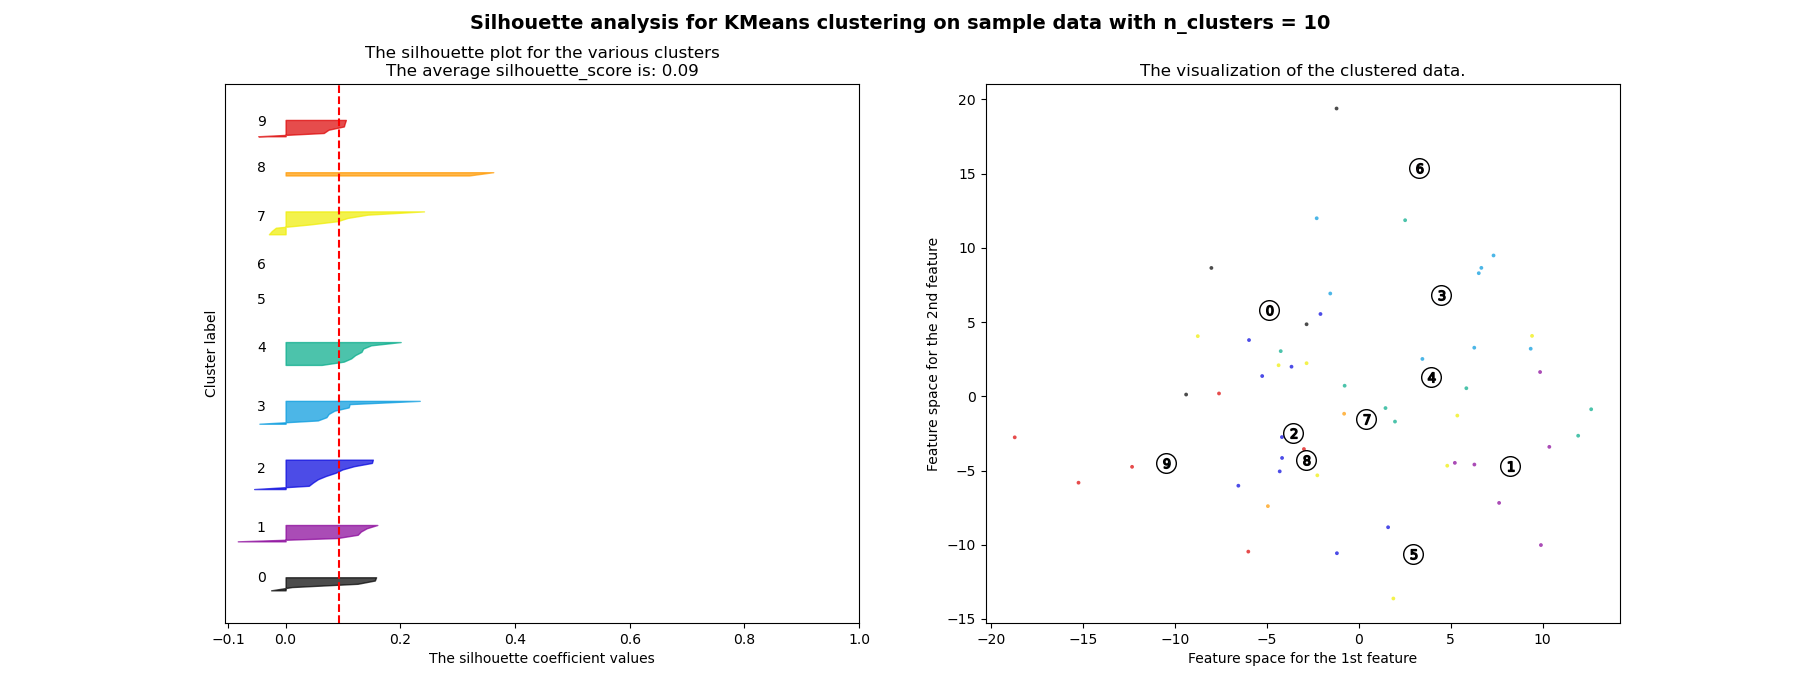 Silhouette analysis for KMeans clustering on sample data with n_clusters = 10
The silhouette plot for the various clusters
The average silhouette_score is: 0.09
9
8
7
6
5
4
3
2
1
0
Cluster label
−0.1 0.0 0.2 0.4 0.6 0.8 1.0
The silhouette coefficient values
The visualization of the clustered data.
20
15
10
5
0
−5
−10
−15
Feature space for the 2nd feature
6
3
0
4
7
2
8
9
1
5
−20 −15 −10 −5 0 5 10
Feature space for the 1st feature